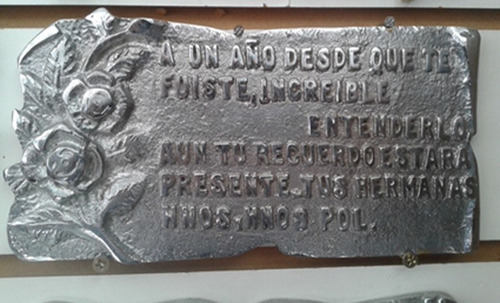 A UN AÑO DESDE QUE TE
FUISTE, INCREIBLE
ENTENDERLO,
AUN TU RECUERDO ESTARA
PRESENTE. TUS HERMANAS
HNOS, HNOS POL.